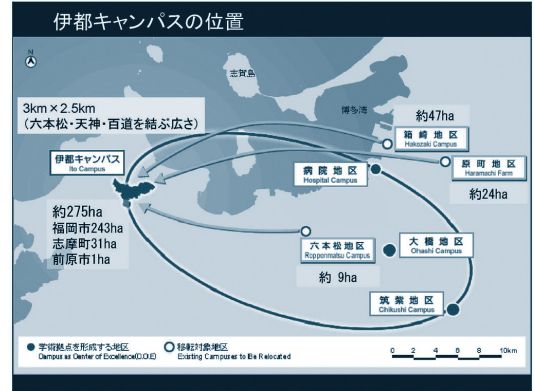 伊都キャンパスの位置
N
志賀島
3km×2.5km
（六本松・天神・百道を結ぶ広さ）
博多湾
約47ha
箱崎地区
Hakozaki Campus
伊都キャンパス
Ito Campus
病院地区
Hospital Campus
原町地区
Haramachi Farm
約24ha
約275ha
福岡市243ha
志摩町31ha
前原市1ha
六本松地区
Ropponmatsu Campus
約 9ha
大橋地区
Ohashi Campus
筑紫地区
Chikushi Campus
学術拠点を形成する地区
Campus as Center of Excellence(C.O.E)
移転対象地区
Existing Campuses to Be Relocated
0 2 4 6 8 10km